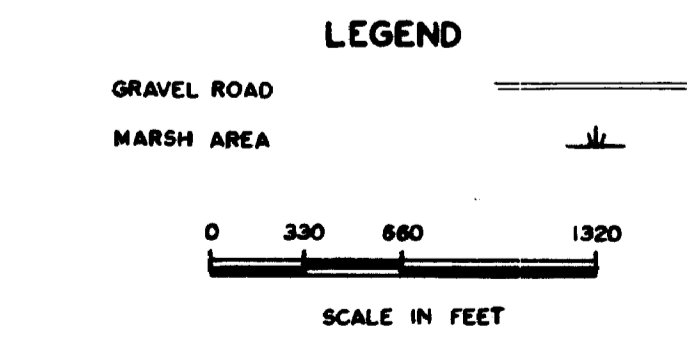 LEGEND
GRAVEL ROAD
MARSH AREA
0 330 660 1320
SCALE IN FEET